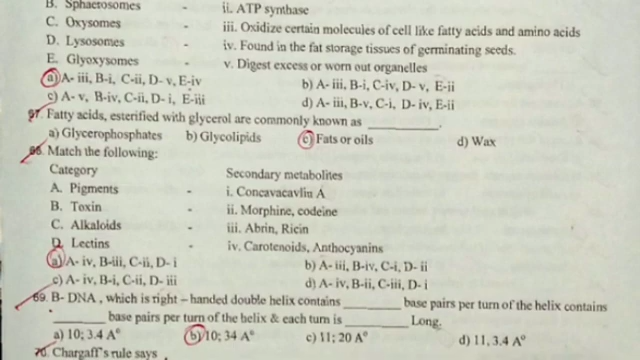 B. Sphaerosomes - ii. ATP synthase
C. Oxysomes - iii. Oxidize certain molecules of cell like fatty acids and amino acids
D. Lysosomes - iv. Found in the fat storage tissues of germinating seeds.
E. Glyoxysomes - v. Digest excess or worn out organelles
a) A- iii, B-i, C-ii, D- v, E-iv b) A- iii, B-i, C-iv, D- v, E-ii
c) A- v, B-iv, C-ii, D- i, E-iii d) A- iii, B-v, C-i, D- iv, E-ii
67. Fatty acids, esterified with glycerol are commonly known as ________.
a) Glycerophosphates b) Glycolipids c) Fats or oils d) Wax
68. Match the following:
Category Secondary metabolites
A. Pigments - i. Concavacavlin A
B. Toxin - ii. Morphine, codeine
C. Alkaloids - iii. Abrin, Ricin
D. Lectins - iv. Carotenoids, Anthocyanins
a) A- iv, B-iii, C-ii, D- i b) A- iii, B-iv, C-i, D- ii
c) A- iv, B-i, C-ii, D- iii d) A- iv, B-ii, C-iii, D- i
69. B- DNA , which is right – handed double helix contains ________ base pairs per turn of the helix contains
________ base pairs per turn of the helix & each turn is ________ Long.
a) 10; 3.4 A° b) 10; 34 A° c) 11; 20 A° d) 11, 3.4 A°
70. Chargaff's rule says ,